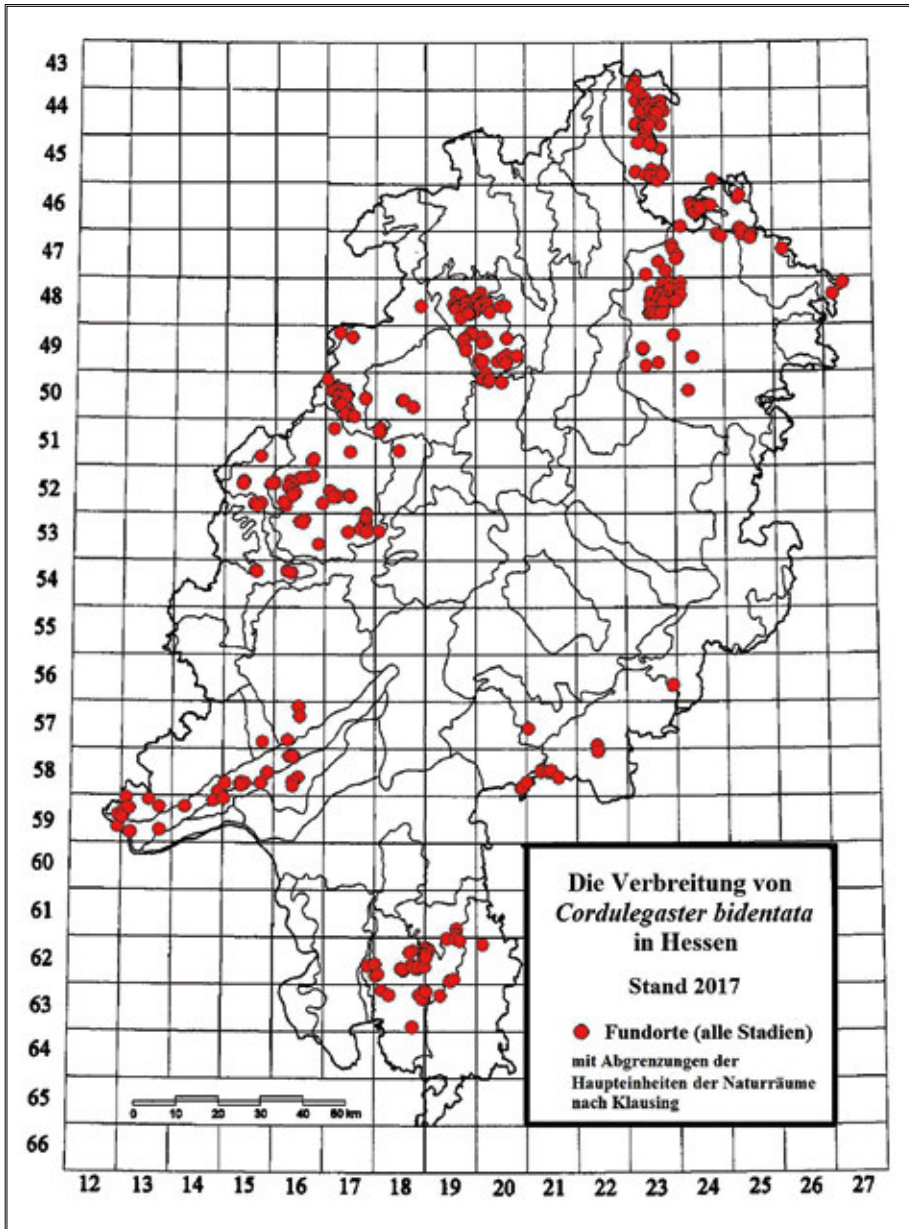 43
44
45
46
47
48
49
50
51
52
53
54
55
56
57
58
59
60
61
62
63
64
65
66
Die Verbreitung von
Cordulegaster bidentata
in Hessen
Stand 2017
Fundorte (alle Stadien)
mit Abgrenzungen der
Haupteinheiten der Naturräume
nach Klausing
0 10 20 30 40 50 km
12 13 14 15 16 17 18 19 20 21 22 23 24 25 26 27